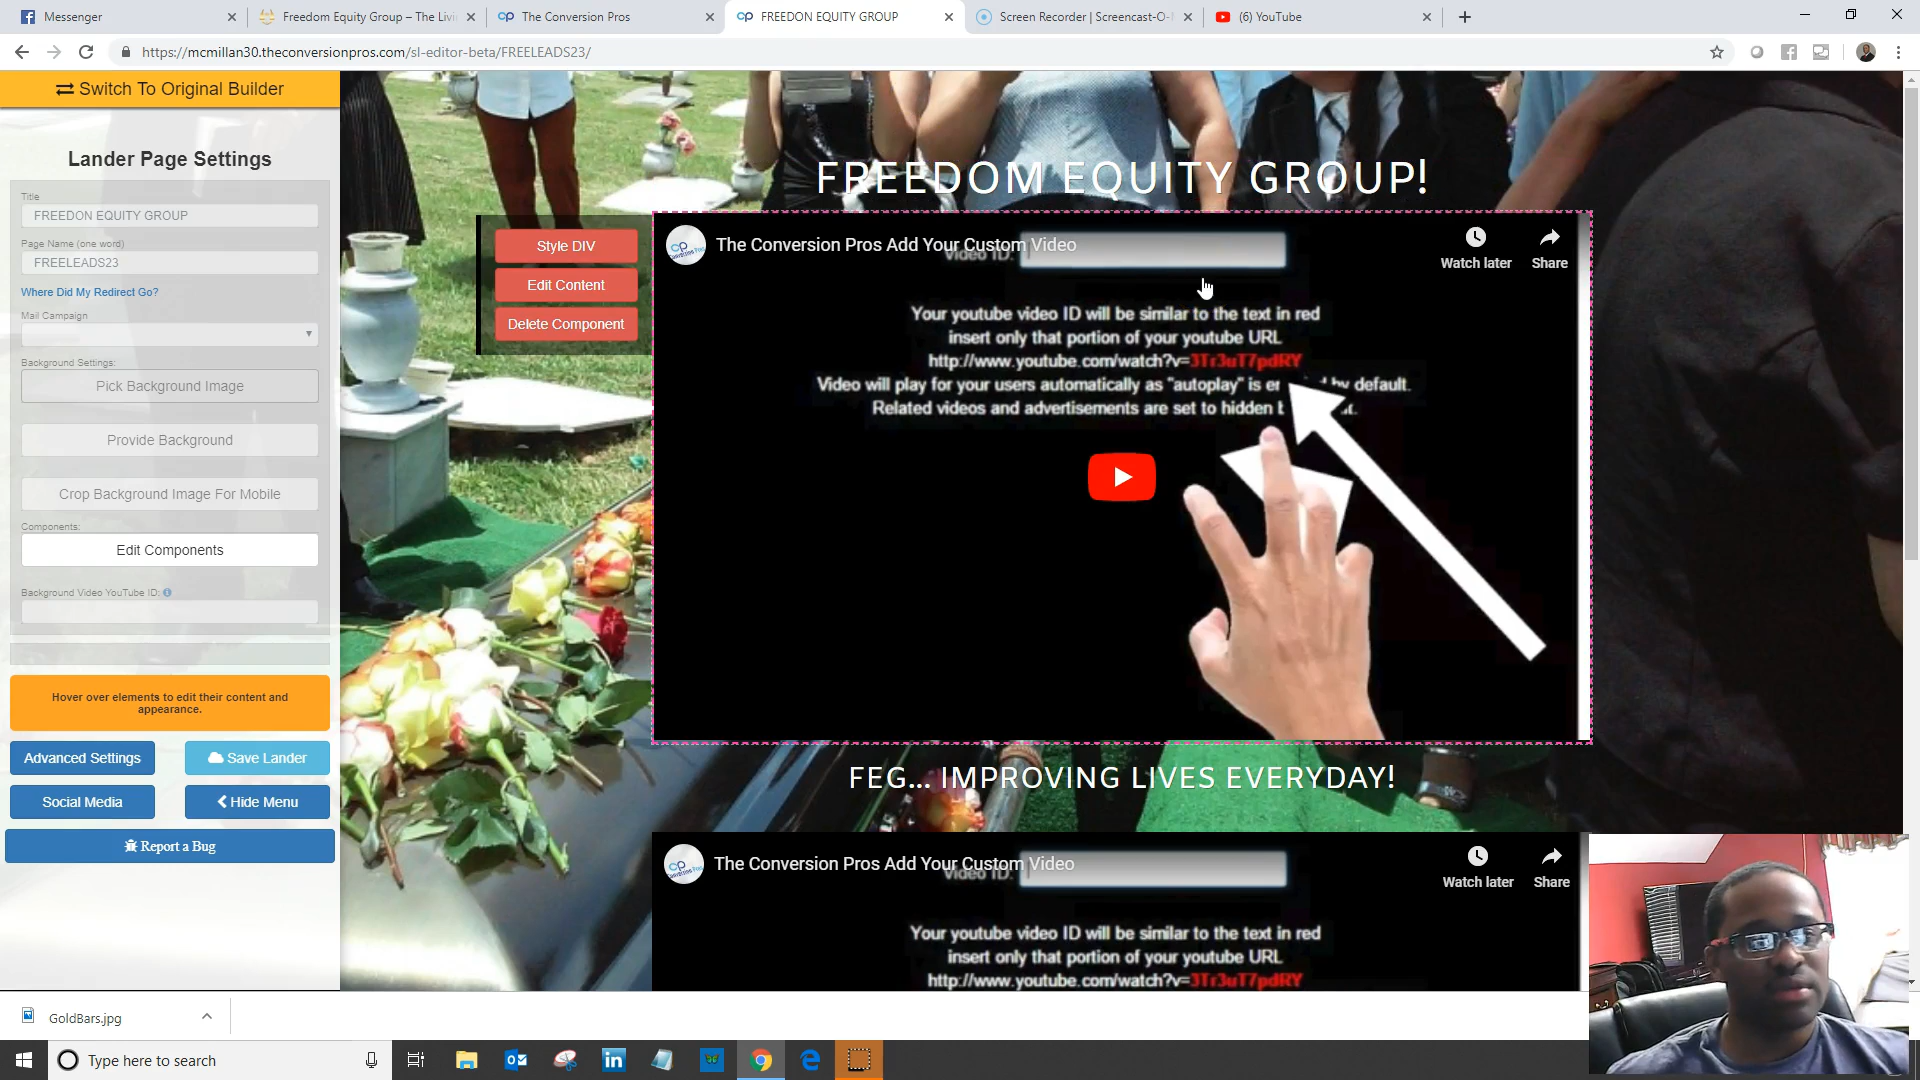 Messenger
Freedom Equity Group – The Livi
The Conversion Pros
FREEDON EQUITY GROUP
Screen Recorder | Screencast-O-
(6) YouTube
https://mcmillan30.theconversionpros.com/sl-editor-beta/FREELEADS23/
Switch To Original Builder
Lander Page Settings
Title
FREEDON EQUITY GROUP
Page Name (one word)
FREELEADS23
Where Did My Redirect Go?
Mail Campaign
Background Settings:
Pick Background Image
Provide Background
Crop Background Image For Mobile
Components:
Edit Components
Background Video YouTube ID:
Hover over elements to edit their content and
appearance.
Advanced Settings
Save Lander
Social Media
Hide Menu
Report a Bug
FREEDOM EQUITY GROUP!
Style DIV
Edit Content
Delete Component
The Conversion Pros Add Your Custom Video
Video ID:
Watch later
Share
Your youtube video ID will be similar to the text in red
insert only that portion of your youtube URL
http://www.youtube.com/watch?v=3Tr3uT7pdRY
Video will play for your users automatically as "autoplay" is by default.
Related videos and advertisements are set to hidden
FEG... IMPROVING LIVES EVERYDAY!
The Conversion Pros Add Your Custom Video
Video ID:
Watch later
Share
Your youtube video ID will be similar to the text in red
insert only that portion of your youtube URL
http://www.youtube.com/watch?v=3Tr3uT7pdRY
GoldBars.jpg
Type here to search